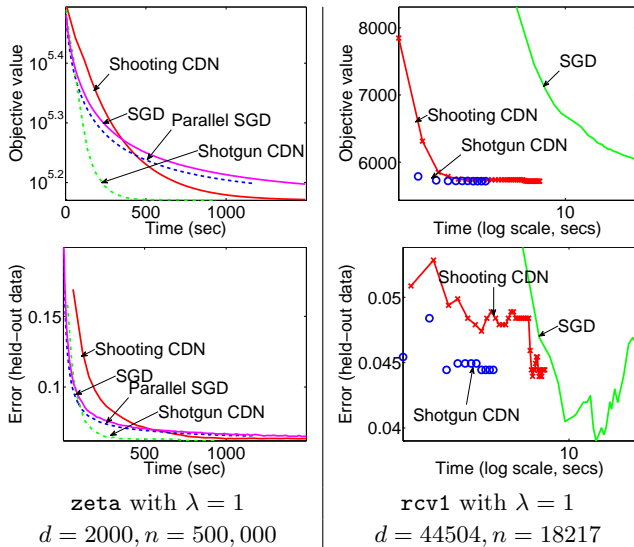 Objective value
10^5.4
10^5.3
10^5.2
Shooting CDN
SGD
Parallel SGD
Shotgun CDN
0
500
1000
Time (sec)
Objective value
8000
7000
6000
SGD
Shooting CDN
Shotgun CDN
10
Time (log scale, secs)
Error (held-out data)
0.15
0.1
Shooting CDN
SGD
Parallel SGD
Shotgun CDN
0
500
1000
Time (sec)
Error (held-out data)
0.05
0.045
0.04
Shooting CDN
SGD
Shotgun CDN
10
Time (log scale, secs)
zeta with λ = 1
d = 2000, n = 500, 000
rcv1 with λ = 1
d = 44504, n = 18217